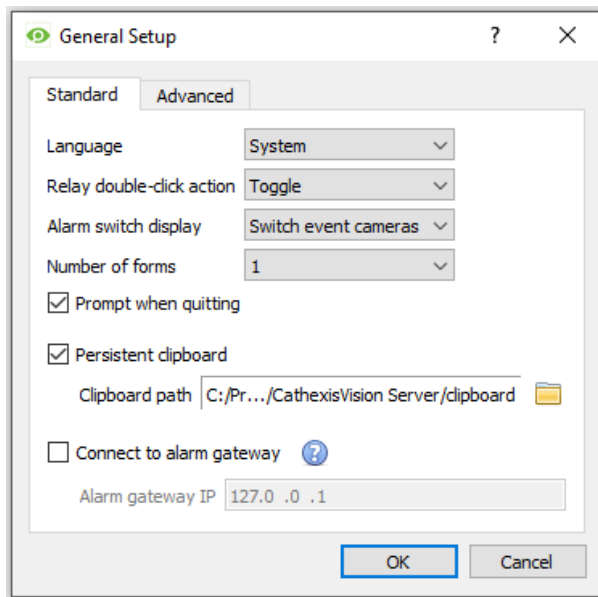 General Setup ?
Standard Advanced
Language System
Relay double-click action Toggle
Alarm switch display Switch event cameras
Number of forms 1
Prompt when quitting
Persistent clipboard
Clipboard path C:/Pr.../CathexisVision Server/clipboard
Connect to alarm gateway ?
Alarm gateway IP 127.0 .0 .1
OK Cancel